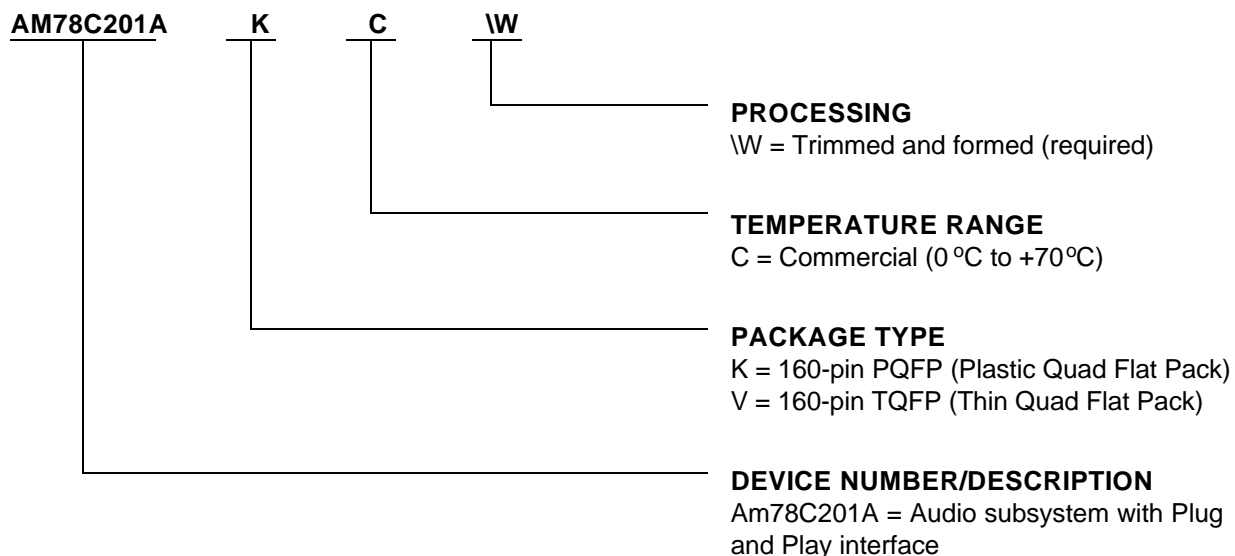 AM78C201A K C \W
PROCESSING
\W = Trimmed and formed (required)
TEMPERATURE RANGE
C = Commercial (0 ºC to +70ºC)
PACKAGE TYPE
K = 160-pin PQFP (Plastic Quad Flat Pack)
V = 160-pin TQFP (Thin Quad Flat Pack)
DEVICE NUMBER/DESCRIPTION
Am78C201A = Audio subsystem with Plug
and Play interface